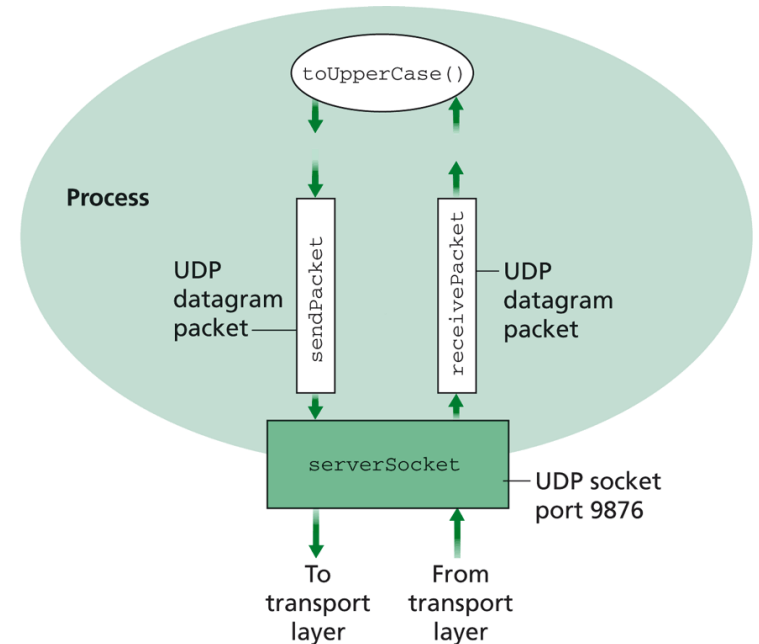 toUpperCase()
Process
sendPacket
receivePacket
UDP
datagram
packet
UDP
datagram
packet
serverSocket
UDP socket
port 9876
To
transport
layer
From
transport
layer